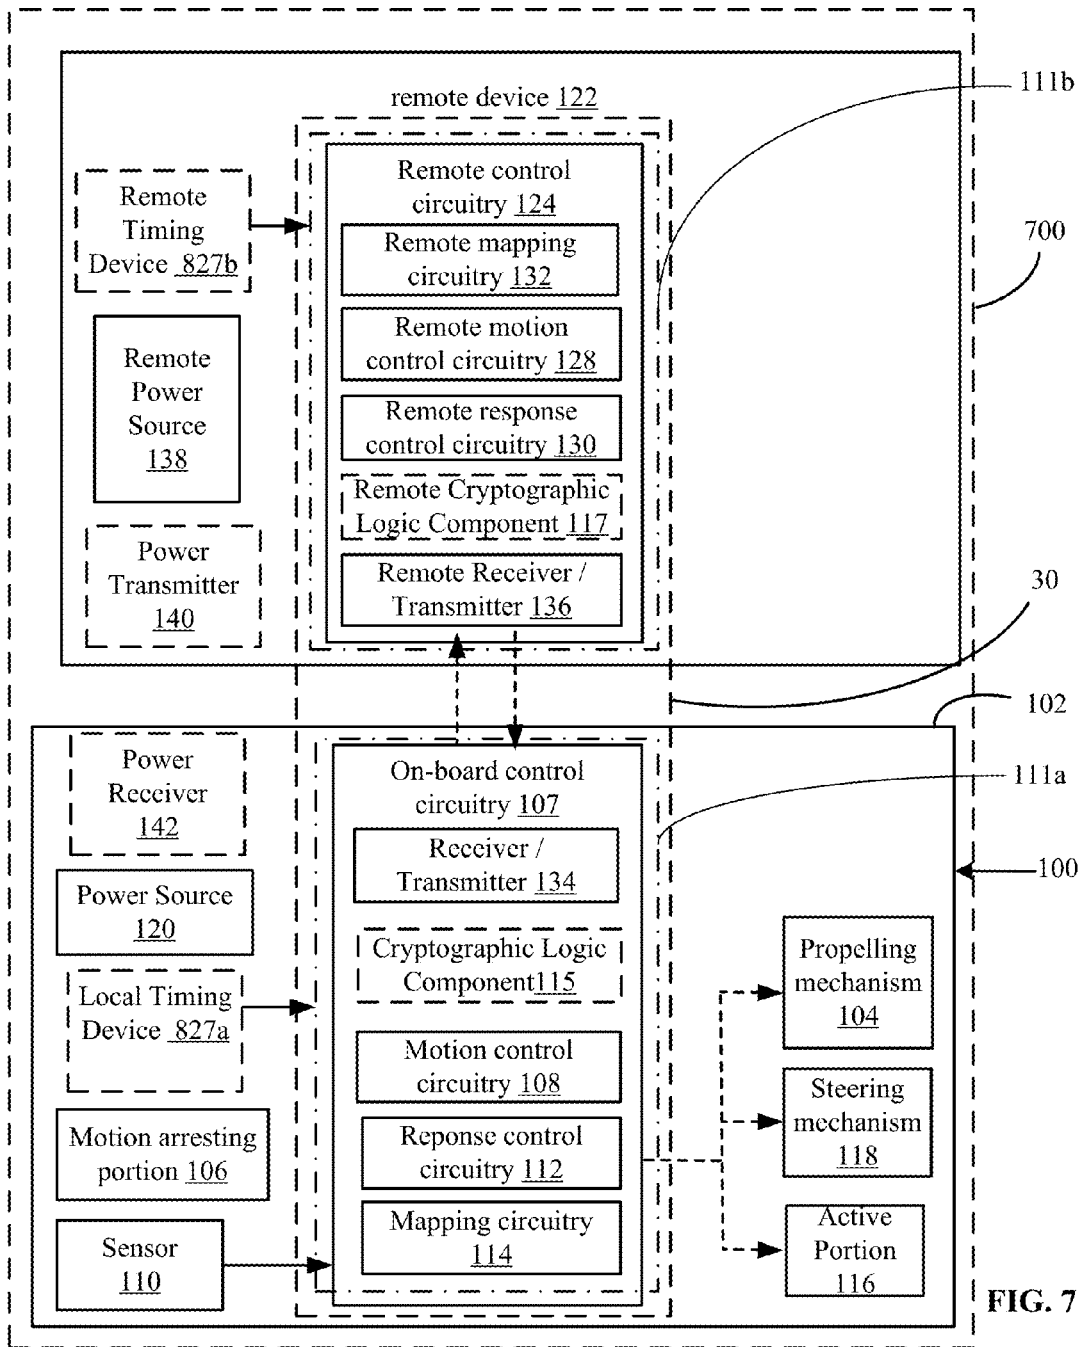 remote device 122
111b
Remote control
circuitry 124
Remote
Timing
Device 827b
Remote mapping
circuitry 132
700
Remote motion
control circuitry 128
Remote
Power
Source
138
Remote response
control circuitry 130
Remote Cryptographic
Logic Component 117
Power
Transmitter
140
Remote Receiver /
Transmitter 136
30
102
Power
Receiver
142
On-board control
circuitry 107
111a
Receiver /
Transmitter 134
100
Power Source
120
Cryptographic Logic
Component115
Propelling
mechanism
104
Local Timing
Device 827a
Motion control
circuitry 108
Steering
mechanism
118
Motion arresting
portion 106
Reponse control
circuitry 112
Mapping circuitry
114
Active
Portion
116
Sensor
110
FIG. 7